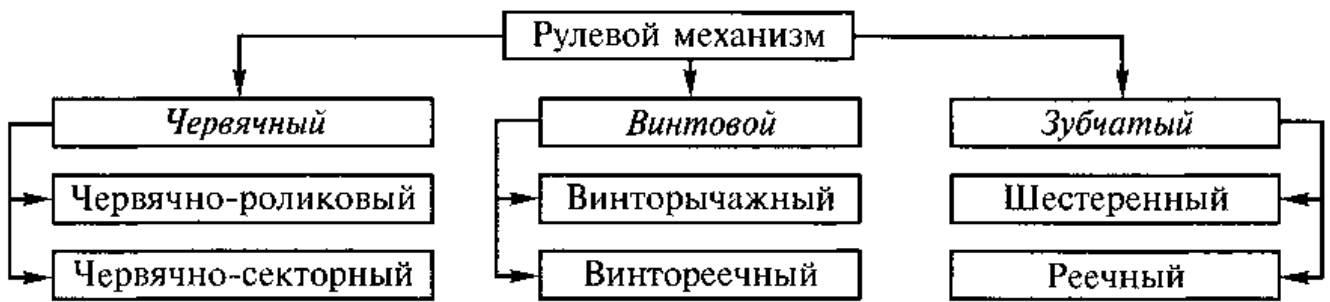 Рулевой механизм
Червячный
Винтовой
Зубчатый
Червячно-роликовый
Винторычажный
Шестеренный
Червячно-секторный
Винтореечный
Реечный